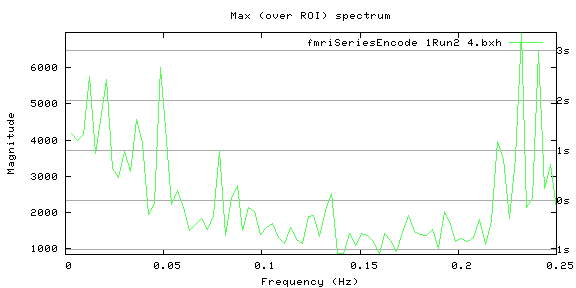 Max (over ROI) spectrum
fmriSeriesEncode 1Run2 4.bxh
Magnitude
6000
5000
4000
3000
2000
1000
3s
2s
1s
0s
1s
0
0.05
0.1
0.15
0.2
0.25
Frequency (Hz)